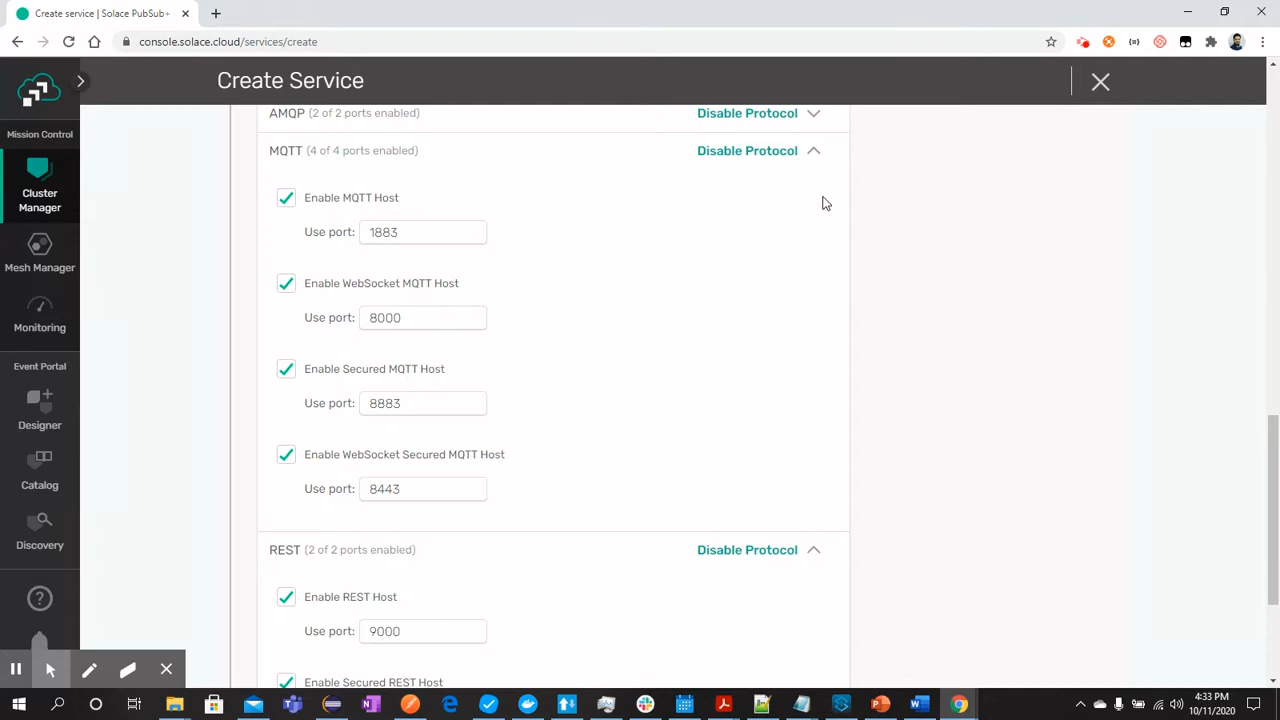 Create service | Solace PubSub+
console.solace.cloud/services/create
Create Service
Mission Control
Cluster
Manager
Mesh Manager
Monitoring
Event Portal
Designer
Catalog
Discovery
AMQP (2 of 2 ports enabled) Disable Protocol
MQTT (4 of 4 ports enabled) Disable Protocol
Enable MQTT Host
Use port: 1883
Enable WebSocket MQTT Host
Use port: 8000
Enable Secured MQTT Host
Use port: 8883
Enable WebSocket Secured MQTT Host
Use port: 8443
REST (2 of 2 ports enabled) Disable Protocol
Enable REST Host
Use port: 9000
Enable Secured REST Host
4:33 PM
10/11/2020